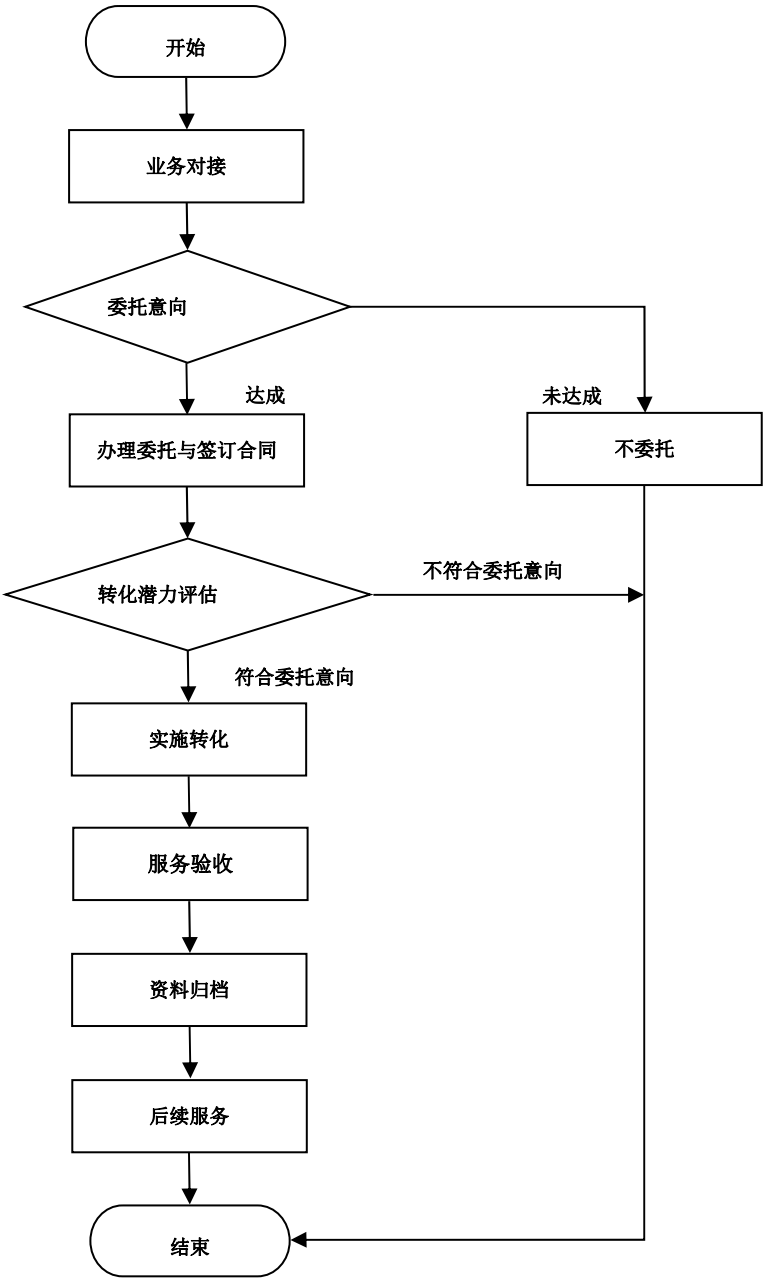 开始
业务对接
委托意向
达成
未达成
办理委托与签订合同
不委托
不符合委托意向
转化潜力评估
符合委托意向
实施转化
服务验收
资料归档
后续服务
结束